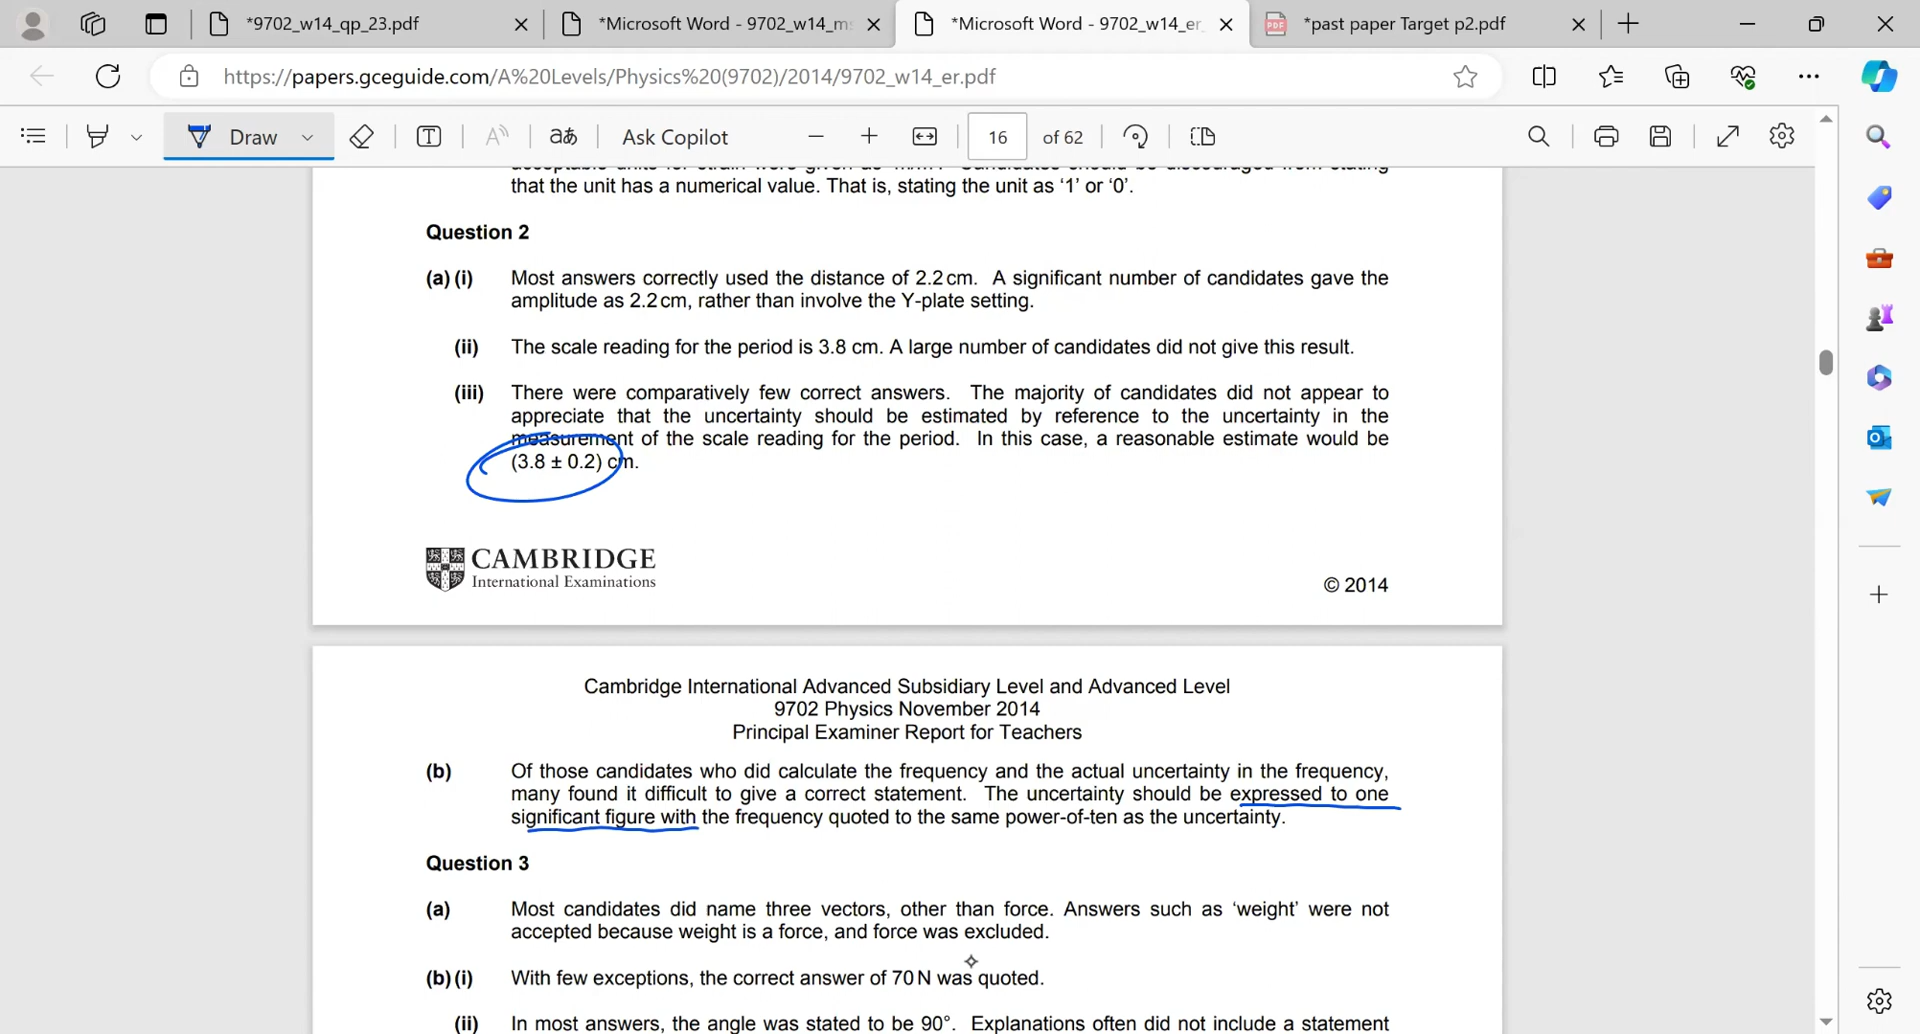 *9702_w14_qp_23.pdf
*Microsoft Word - 9702_w14_m
*Microsoft Word - 9702_w14_er_
*past paper Target p2.pdf
https://papers.gceguide.com/A%20Levels/Physics%20(9702)/2014/9702_w14_er.pdf
Draw
Ask Copilot
16
of 62
that the unit has a numerical value. That is, stating the unit as ‘1’ or ‘0’.
Question 2
(a) (i) Most answers correctly used the distance of 2.2 cm. A significant number of candidates gave the
amplitude as 2.2 cm, rather than involve the Y-plate setting.
(ii) The scale reading for the period is 3.8 cm. A large number of candidates did not give this result.
(iii) There were comparatively few correct answers. The majority of candidates did not appear to
appreciate that the uncertainty should be estimated by reference to the uncertainty in the
measurement of the scale reading for the period. In this case, a reasonable estimate would be
(3.8 ± 0.2) cm.
CAMBRIDGE
International Examinations
© 2014
Cambridge International Advanced Subsidiary Level and Advanced Level
9702 Physics November 2014
Principal Examiner Report for Teachers
(b) Of those candidates who did calculate the frequency and the actual uncertainty in the frequency,
many found it difficult to give a correct statement. The uncertainty should be expressed to one
significant figure with the frequency quoted to the same power-of-ten as the uncertainty.
Question 3
(a) Most candidates did name three vectors, other than force. Answers such as ‘weight’ were not
accepted because weight is a force, and force was excluded.
(b) (i) With few exceptions, the correct answer of 70 N was quoted.
(ii) In most answers, the angle was stated to be 90°. Explanations often did not include a statement